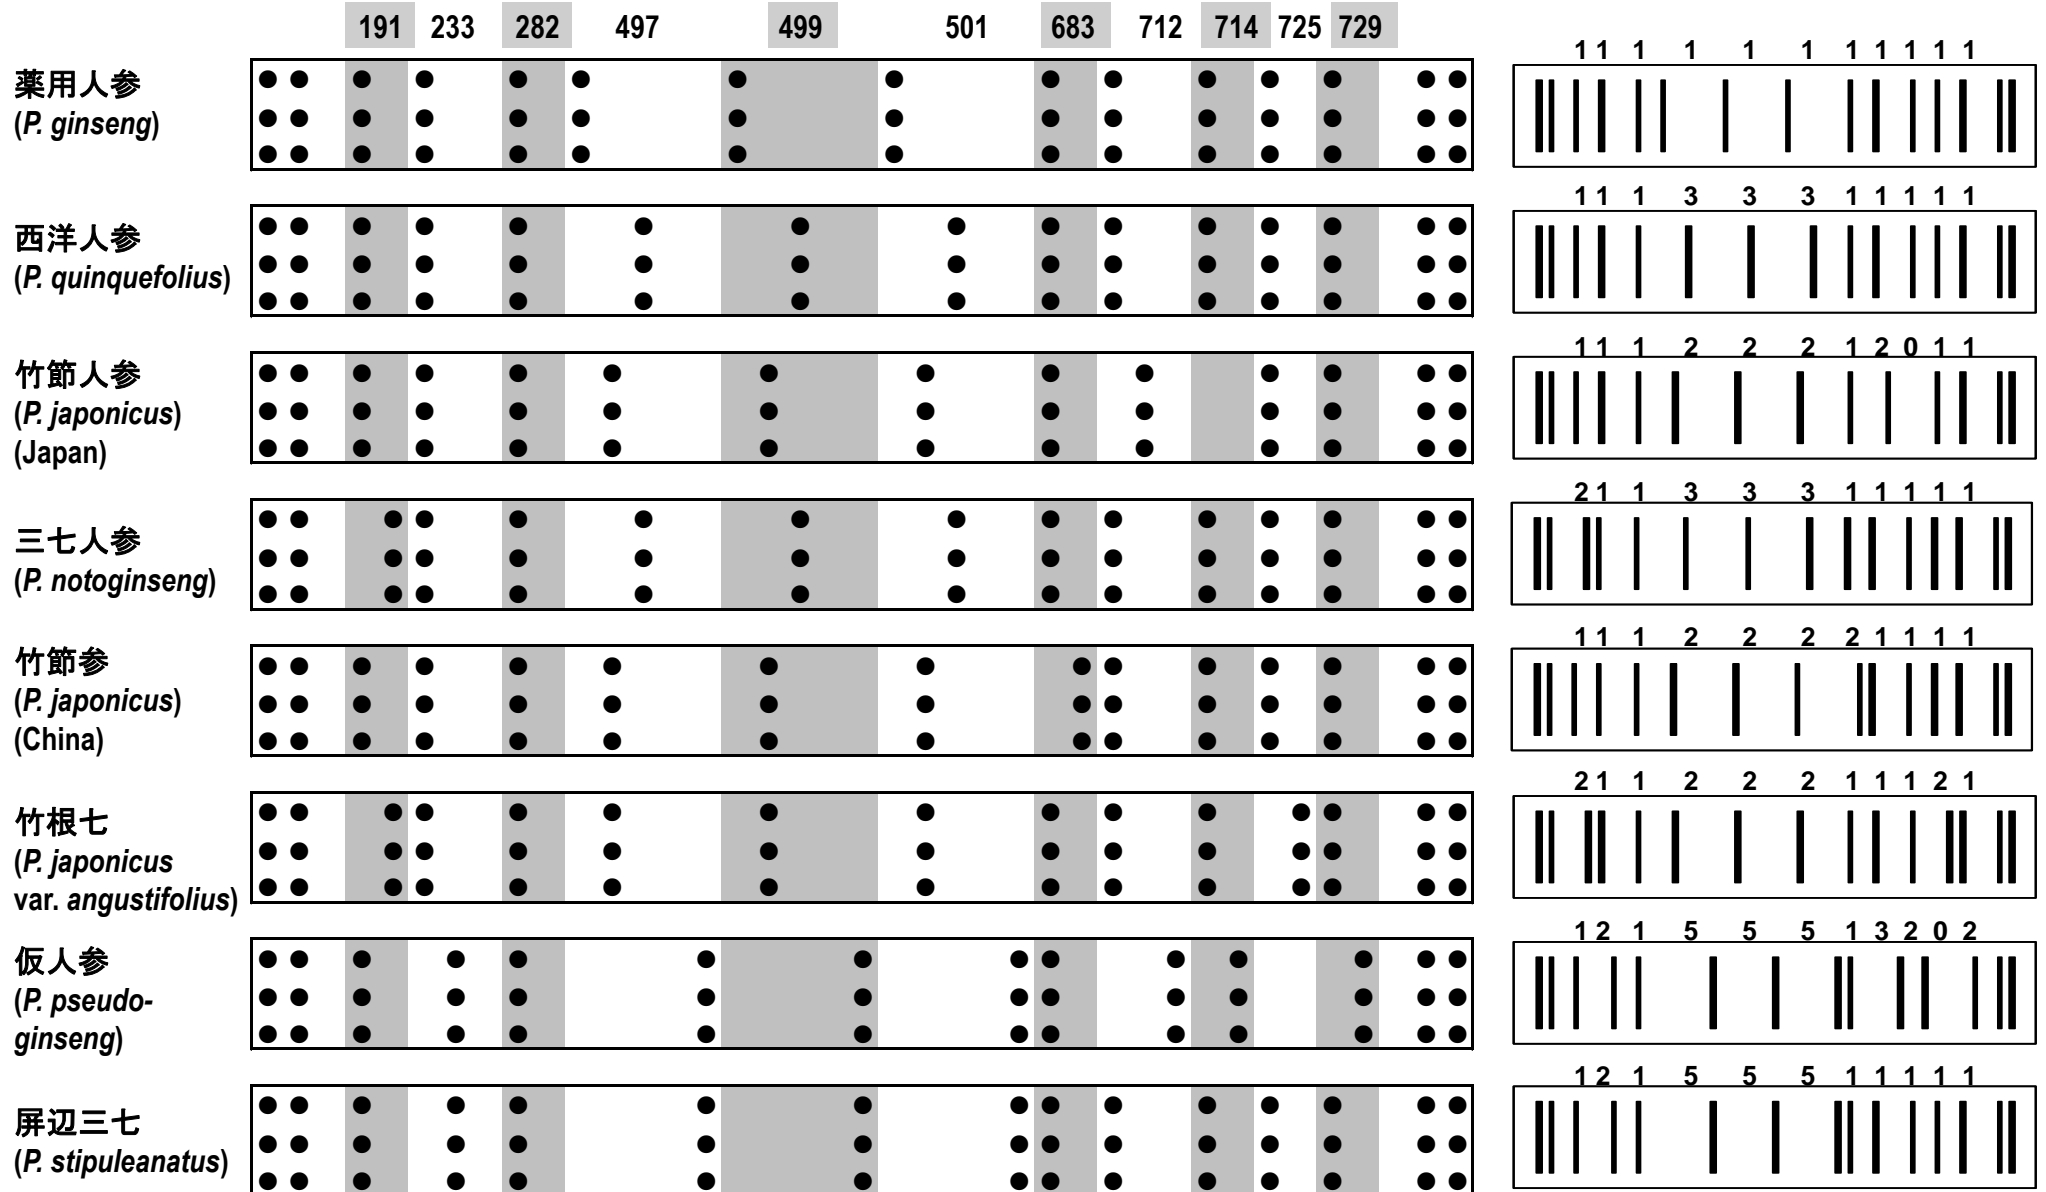 191 233 282 497 499 501 683 712 714 725 729
薬用人参
(P. ginseng)
1 1 1 1 1 1 1 1 1 1 1
西洋人参
(P. quinquefolius)
1 1 1 3 3 3 1 1 1 1 1
竹節人参
(P. japonicus)
(Japan)
1 1 1 2 2 2 1 2 0 1 1
三七人参
(P. notoginseng)
2 1 1 3 3 3 1 1 1 1 1
竹節参
(P. japonicus)
(China)
1 1 1 2 2 2 2 1 1 1 1
竹根七
(P. japonicus
var. angustifolius)
2 1 1 2 2 2 1 1 1 2 1
仮人参
(P. pseudo-
ginseng)
1 2 1 5 5 5 1 3 2 0 2
屏辺三七
(P. stipuleanatus)
1 2 1 5 5 5 1 1 1 1 1